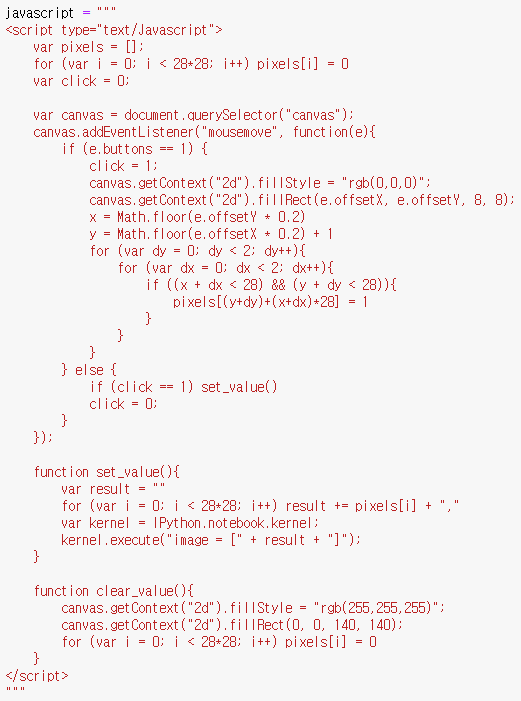 javascript = """
<script type="text/Javascript">
    var pixels = [];
    for (var i = 0; i < 28*28; i++) pixels[i] = 0
    var click = 0;

    var canvas = document.querySelector("canvas");
    canvas.addEventListener("mousemove", function(e){
        if (e.buttons == 1) {
            click = 1;
            canvas.getContext("2d").fillStyle = "rgb(0,0,0)";
            canvas.getContext("2d").fillRect(e.offsetX, e.offsetY, 8, 8);
            x = Math.floor(e.offsetY * 0.2)
            y = Math.floor(e.offsetX * 0.2) + 1
            for (var dy = 0; dy < 2; dy++){
                for (var dx = 0; dx < 2; dx++){
                    if ((x + dx < 28) && (y + dy < 28)){
                        pixels[(y+dy)+(x+dx)*28] = 1
                    }
                }
            }
        } else {
            if (click == 1) set_value()
            click = 0;
        }
    });

    function set_value(){
        var result = ""
        for (var i = 0; i < 28*28; i++) result += pixels[i] + ","
        var kernel = IPython.notebook.kernel;
        kernel.execute("image = [" + result + "]");
    }

    function clear_value(){
        canvas.getContext("2d").fillStyle = "rgb(255,255,255)";
        canvas.getContext("2d").fillRect(0, 0, 140, 140);
        for (var i = 0; i < 28*28; i++) pixels[i] = 0
    }
</script>
"""